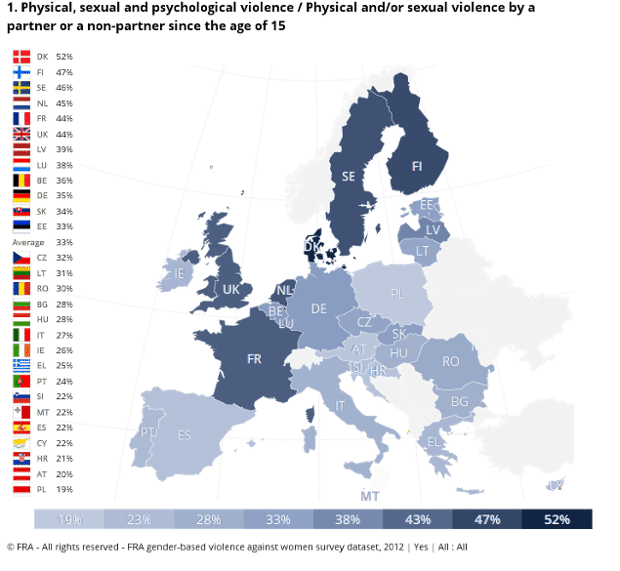 1. Physical, sexual and psychological violence / Physical and/or sexual violence by a
partner or a non-partner since the age of 15
DK 52%
FI 47%
SE 46%
NL 45%
FR 44%
UK 44%
LV 39%
LU 38%
BE 36%
DE 35%
SK 34%
EE 33%
Average 33%
CZ 32%
LT 31%
RO 30%
BG 28%
HU 28%
IT 27%
IE 26%
EL 25%
PT 24%
SI 22%
MT 22%
ES 22%
CY 22%
HR 21%
AT 20%
PL 19%
SE
FI
EE
LV
LT
DK
IE
UK
NL
BE
LU
DE
PL
CZ
SK
FR
AT
HU
SI
HR
RO
IT
BG
PT
ES
EL
MT
CY
19% 23% 28% 33% 38% 43% 47% 52%
© FRA - All rights reserved - FRA gender-based violence against women survey dataset, 2012 | Yes | All : All